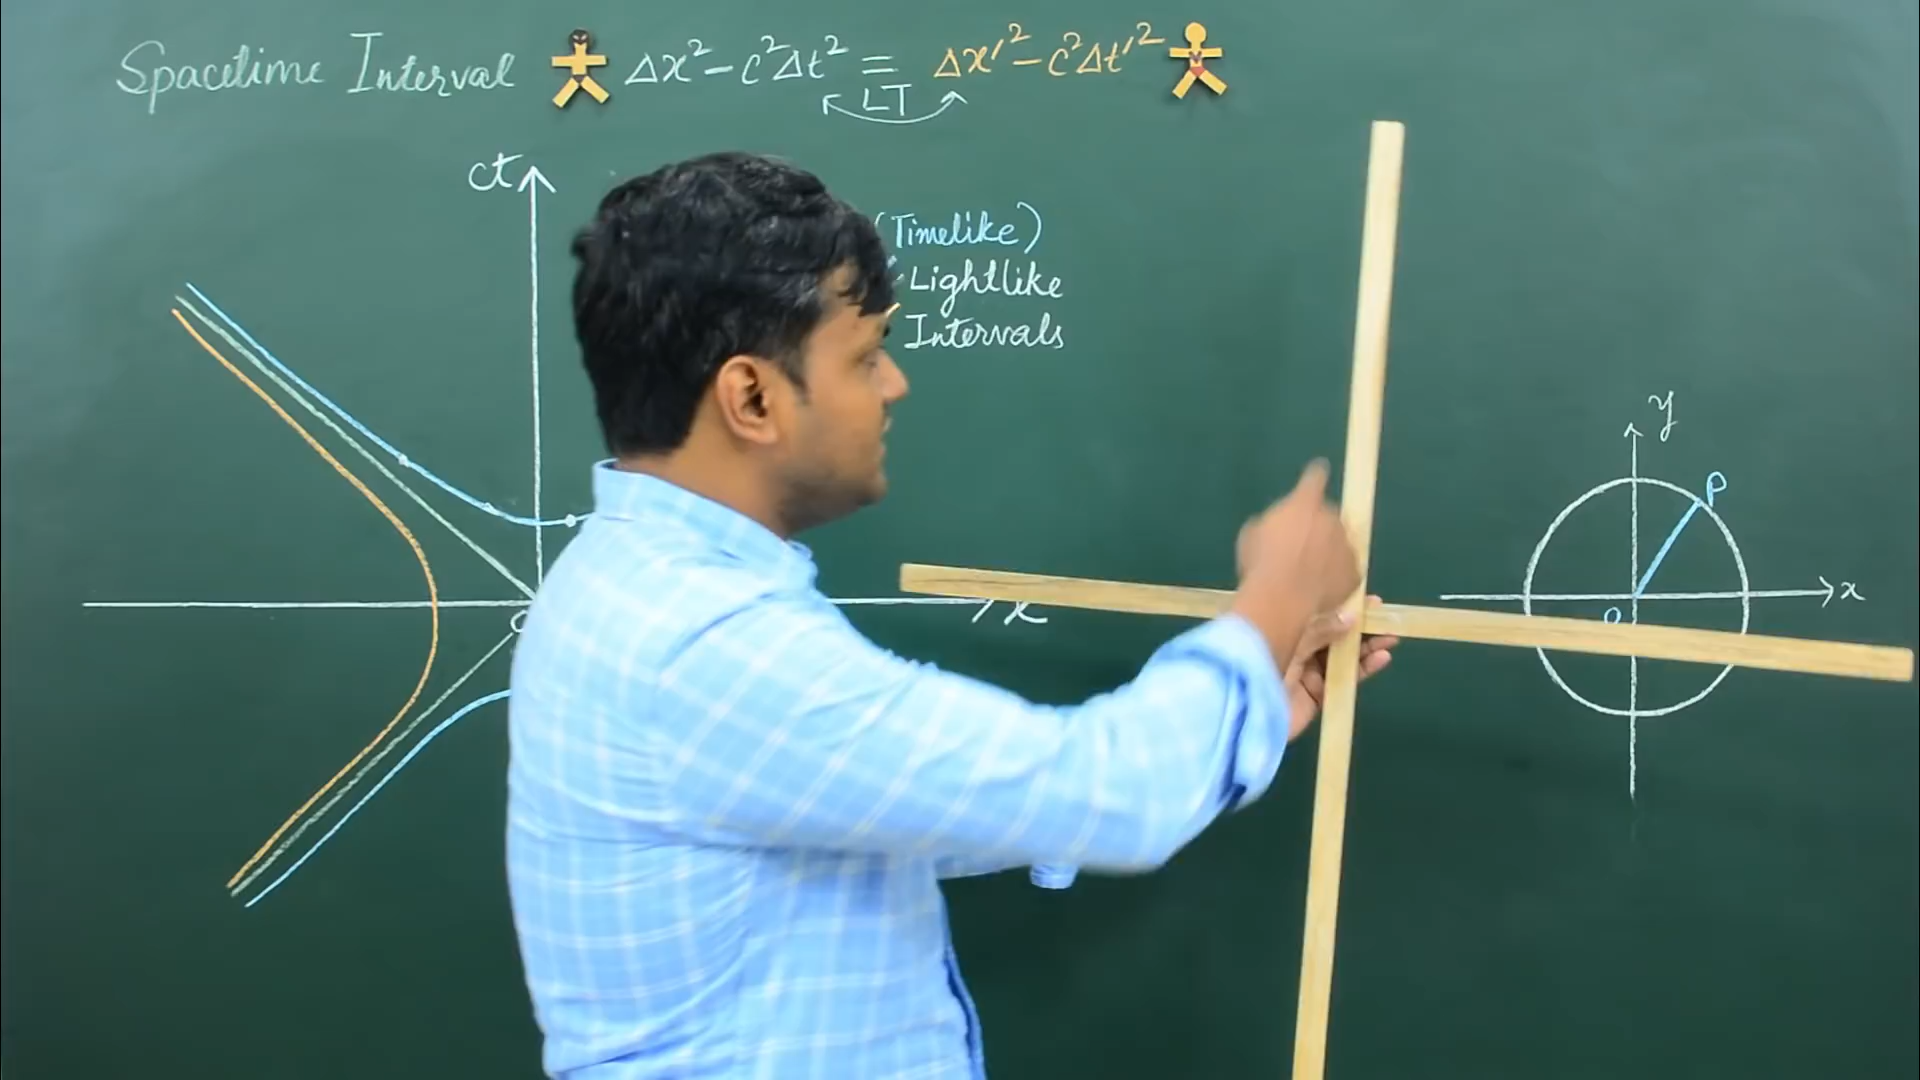 Spacetime Interval Δx² - c²Δt² = Δx'² - c²Δt'²
LT
ct
(Timelike)
Lightlike
Intervals
x
y
P
x
O